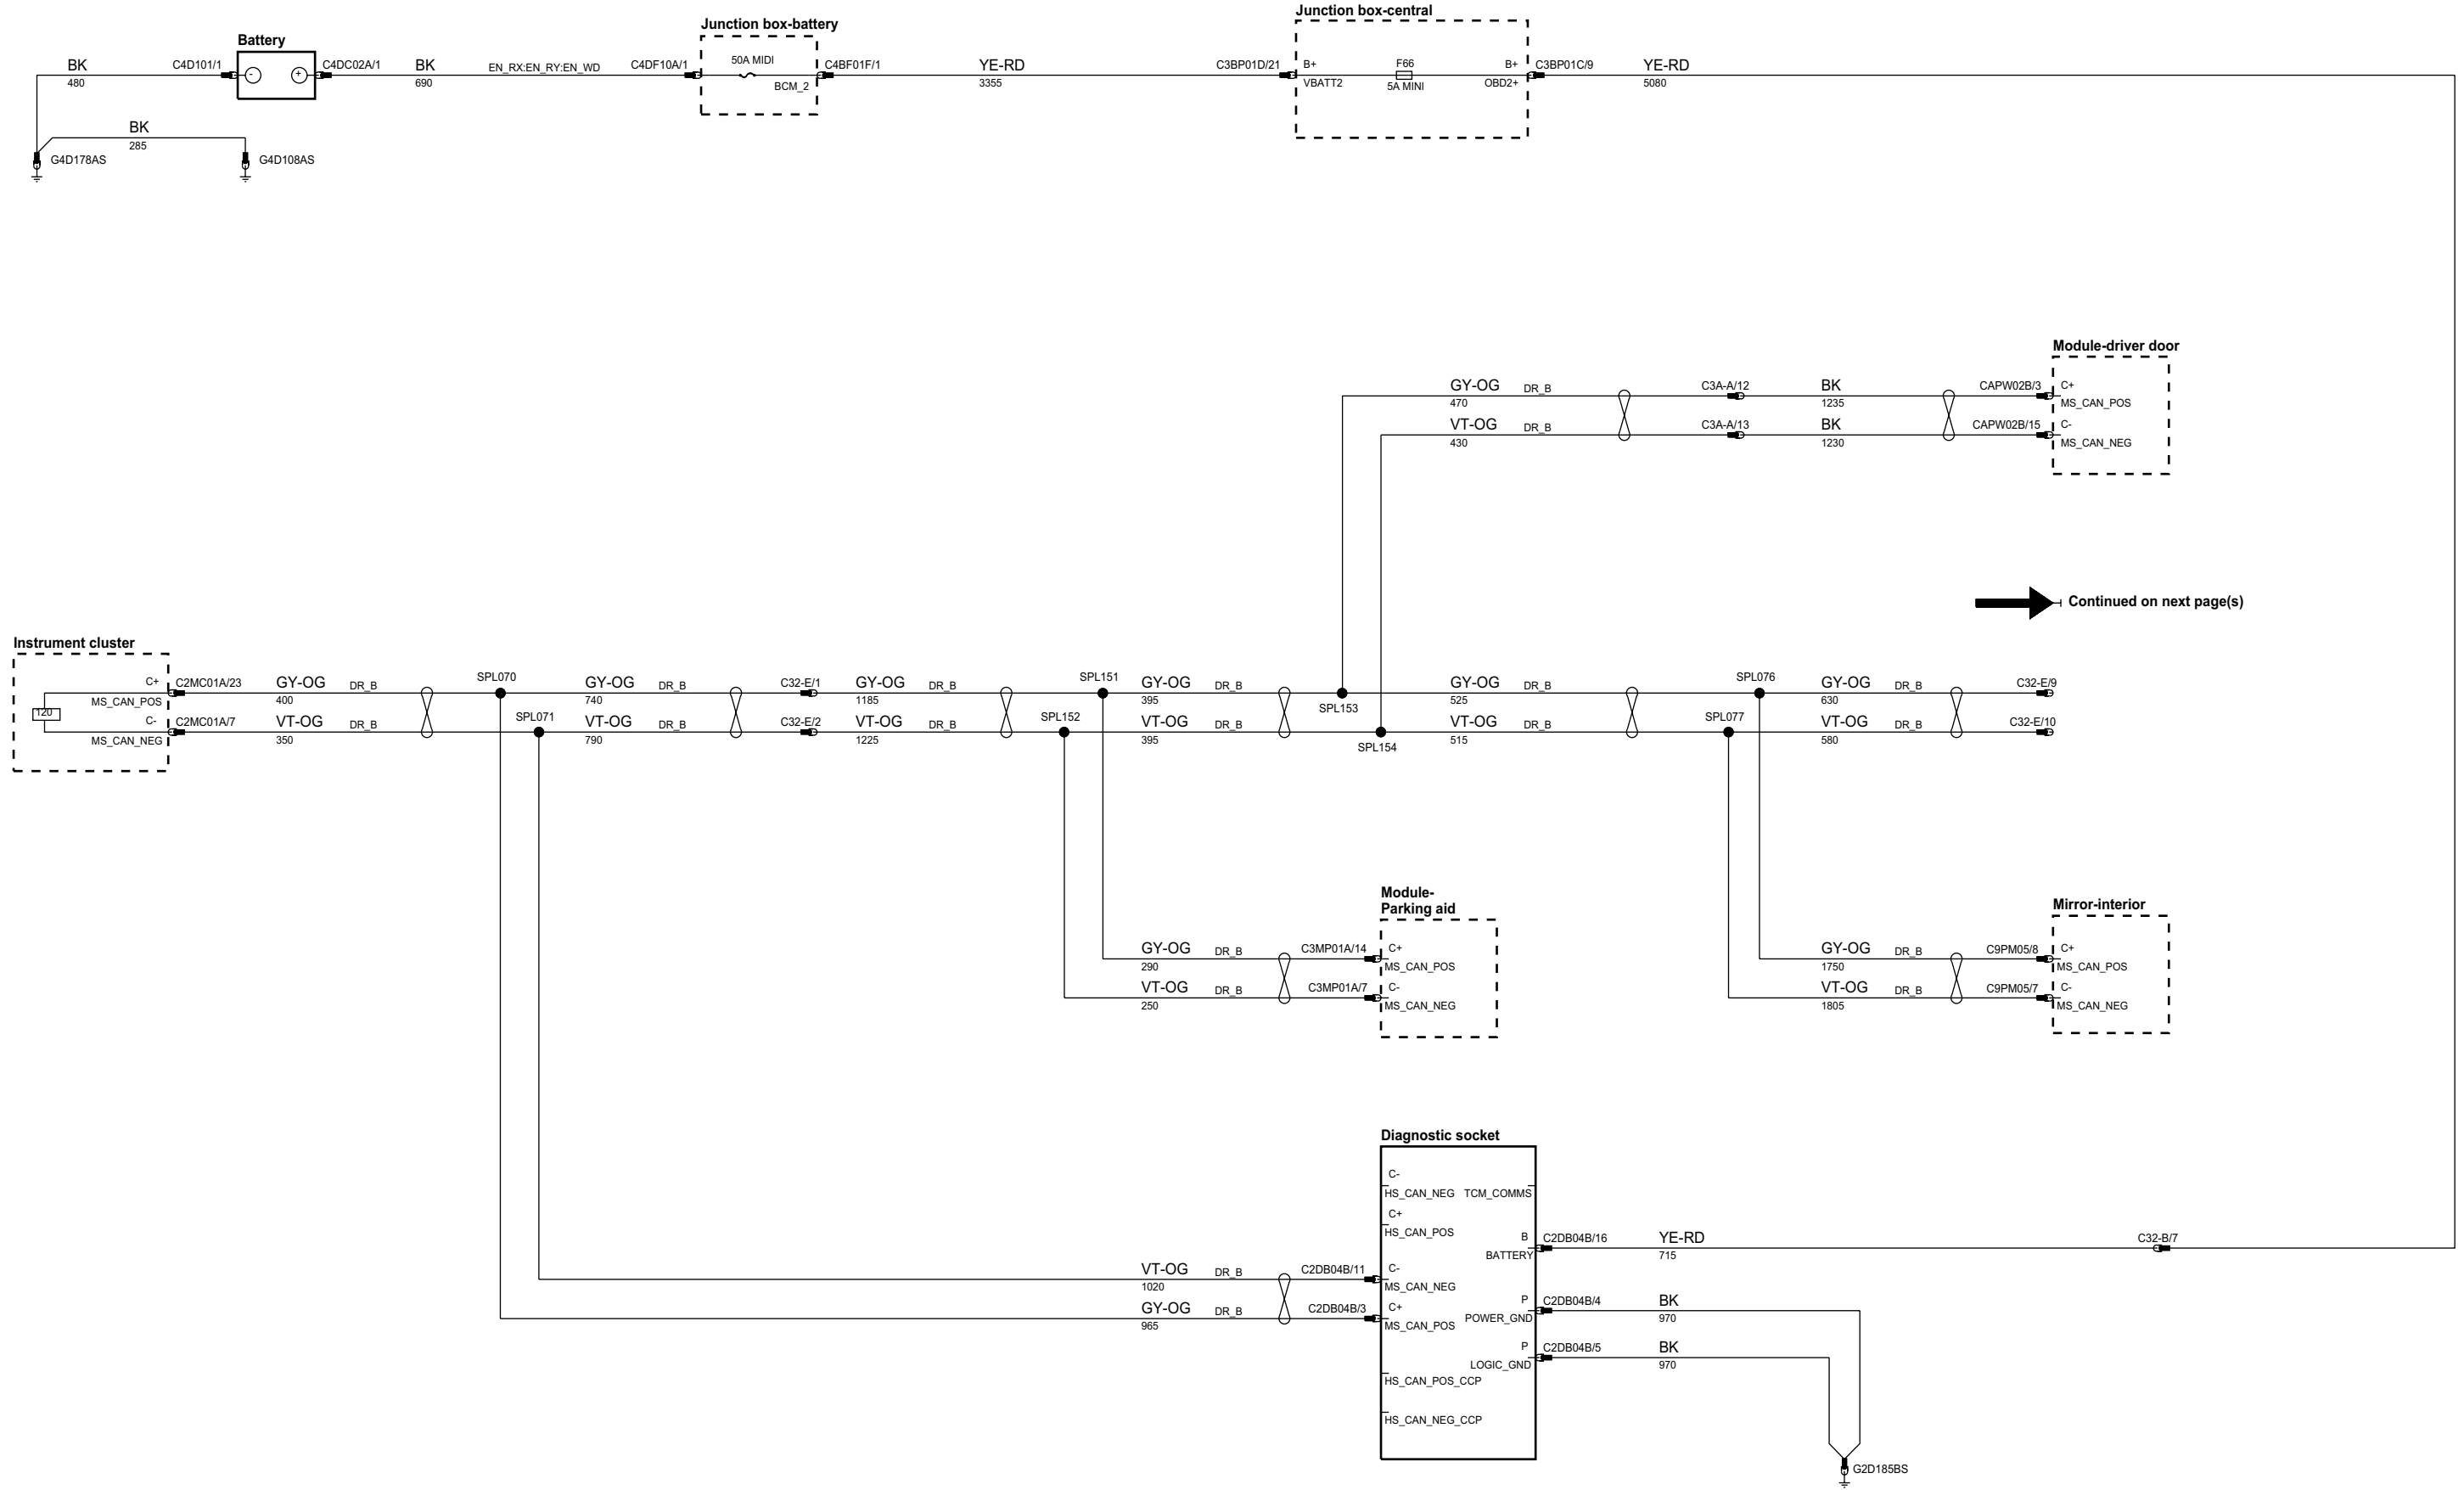 Junction box-central
Junction box-battery
Battery
BK
480
C4D101/1
-
+
C4DC02A/1
BK
690
EN_RX:EN_RY:EN_WD
C4DF10A/1
50A MIDI
BCM_2
C4BF01F/1
YE-RD
3355
C3BP01D/21
B+
VBATT2
F66
5A MINI
B+
OBD2+
C3BP01C/9
YE-RD
5080
BK
285
G4D178AS
G4D108AS
Module-driver door
GY-OG
470
DR_B
C3A-A/12
BK
1235
CAPW02B/3
C+
MS_CAN_POS
VT-OG
430
DR_B
C3A-A/13
BK
1230
CAPW02B/15
C-
MS_CAN_NEG
Continued on next page(s)
Instrument cluster
C+
MS_CAN_POS
120
C-
MS_CAN_NEG
C2MC01A/23
GY-OG
400
DR_B
SPL070
GY-OG
740
DR_B
C32-E/1
GY-OG
1185
DR_B
SPL151
GY-OG
395
DR_B
SPL153
GY-OG
525
DR_B
SPL076
GY-OG
630
DR_B
C32-E/9
C2MC01A/7
VT-OG
350
DR_B
SPL071
VT-OG
790
DR_B
C32-E/2
VT-OG
1225
DR_B
SPL152
VT-OG
395
DR_B
SPL154
VT-OG
515
DR_B
SPL077
VT-OG
580
DR_B
C32-E/10
Module-
Parking aid
GY-OG
290
DR_B
C3MP01A/14
C+
MS_CAN_POS
VT-OG
250
DR_B
C3MP01A/7
C-
MS_CAN_NEG
Mirror-interior
GY-OG
1750
DR_B
C9PM05/8
C+
MS_CAN_POS
VT-OG
1805
DR_B
C9PM05/7
C-
MS_CAN_NEG
Diagnostic socket
C-
HS_CAN_NEG
TCM_COMMS
C+
HS_CAN_POS
B
BATTERY
C2DB04B/16
YE-RD
715
C32-B/7
VT-OG
1020
DR_B
C2DB04B/11
C-
MS_CAN_NEG
GY-OG
965
DR_B
C2DB04B/3
C+
MS_CAN_POS
P
POWER_GND
C2DB04B/4
BK
970
P
LOGIC_GND
C2DB04B/5
BK
970
HS_CAN_POS_CCP
HS_CAN_NEG_CCP
G2D185BS